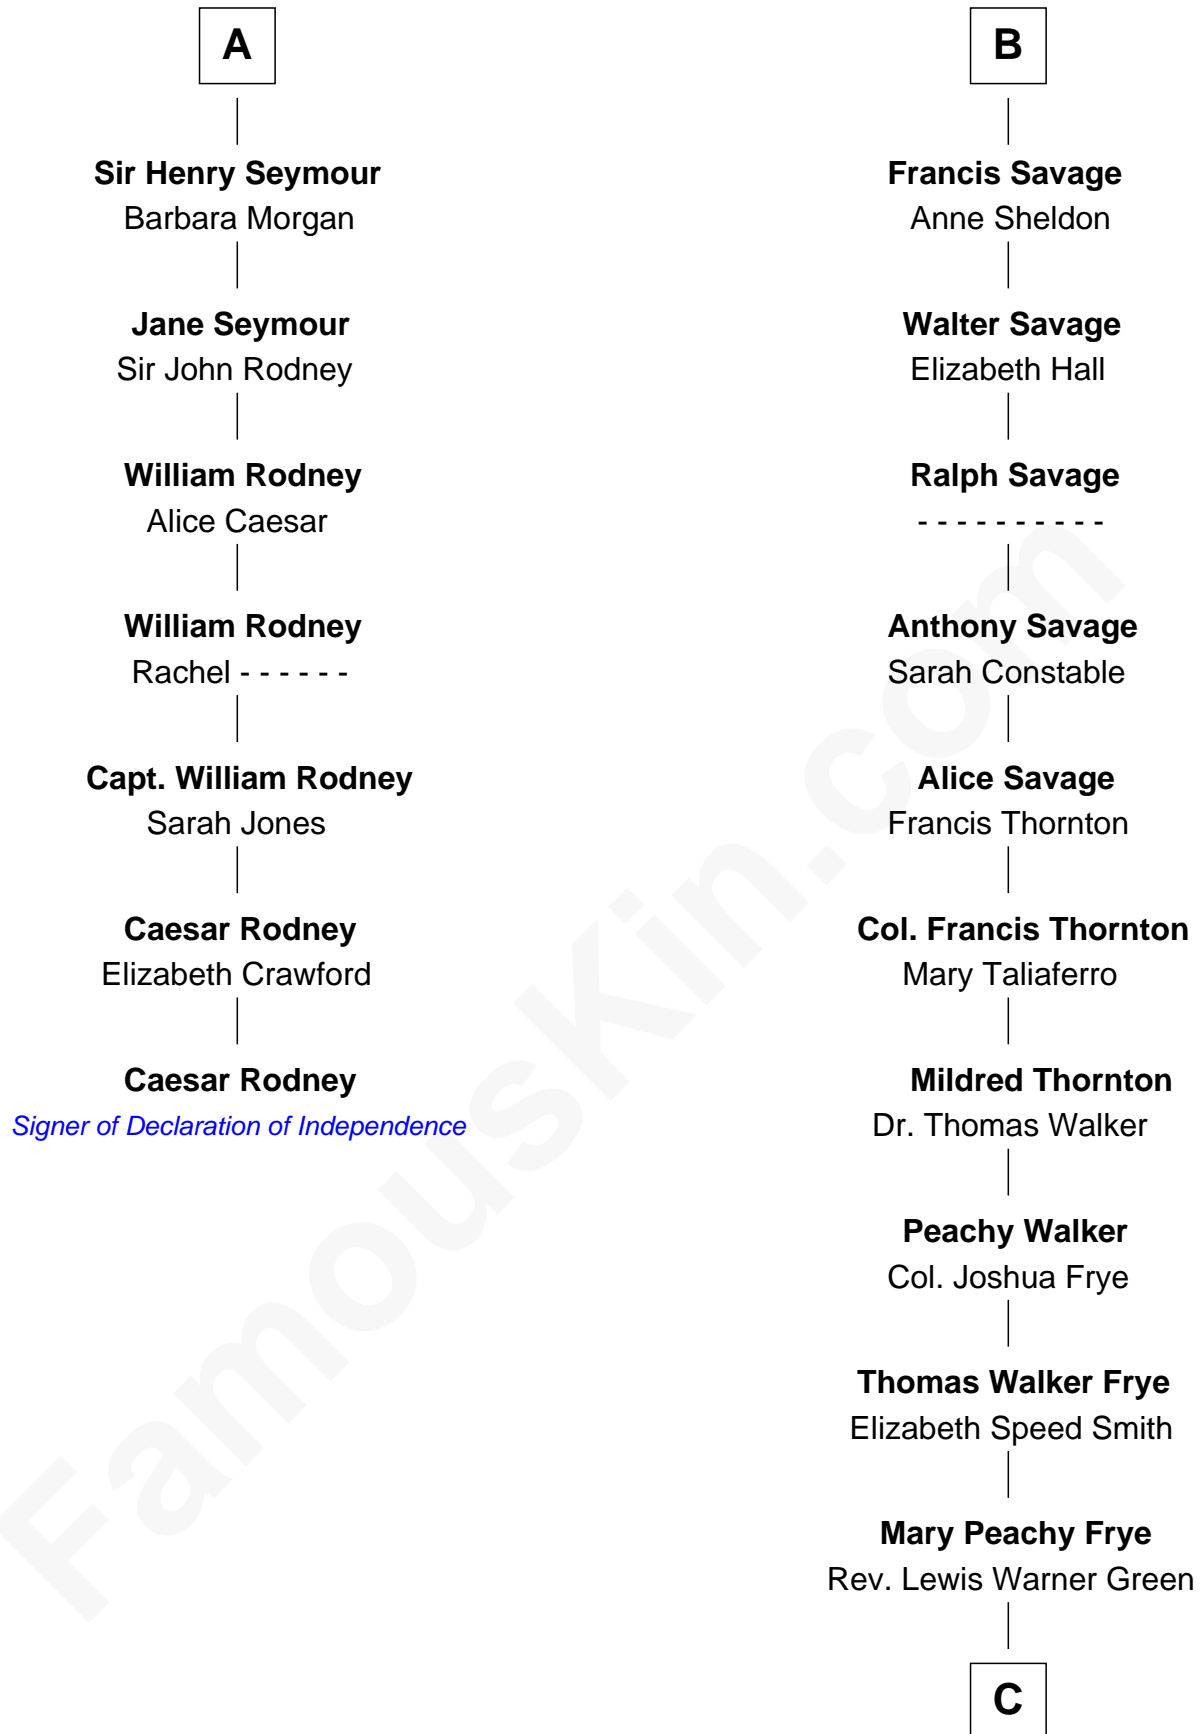 A
Sir Henry Seymour
Barbara Morgan
Jane Seymour
Sir John Rodney
William Rodney
Alice Caesar
William Rodney
Rachel - - - - - -
Capt. William Rodney
Sarah Jones
Caesar Rodney
Elizabeth Crawford
Caesar Rodney
Signer of Declaration of Independence
B
Francis Savage
Anne Sheldon
Walter Savage
Elizabeth Hall
Ralph Savage
- - - - - - - - - -
Anthony Savage
Sarah Constable
Alice Savage
Francis Thornton
Col. Francis Thornton
Mary Taliaferro
Mildred Thornton
Dr. Thomas Walker
Peachy Walker
Col. Joshua Frye
Thomas Walker Frye
Elizabeth Speed Smith
Mary Peachy Frye
Rev. Lewis Warner Green
C
FamousKin.com